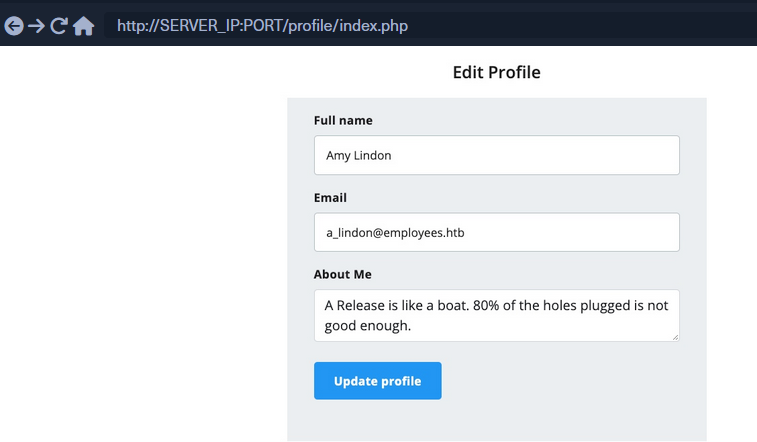 http://SERVER_IP:PORT/profile/index.php
Edit Profile
Full name
Amy Lindon
Email
a_lindon@employees.htb
About Me
A Release is like a boat. 80% of the holes plugged is not
good enough.
Update profile